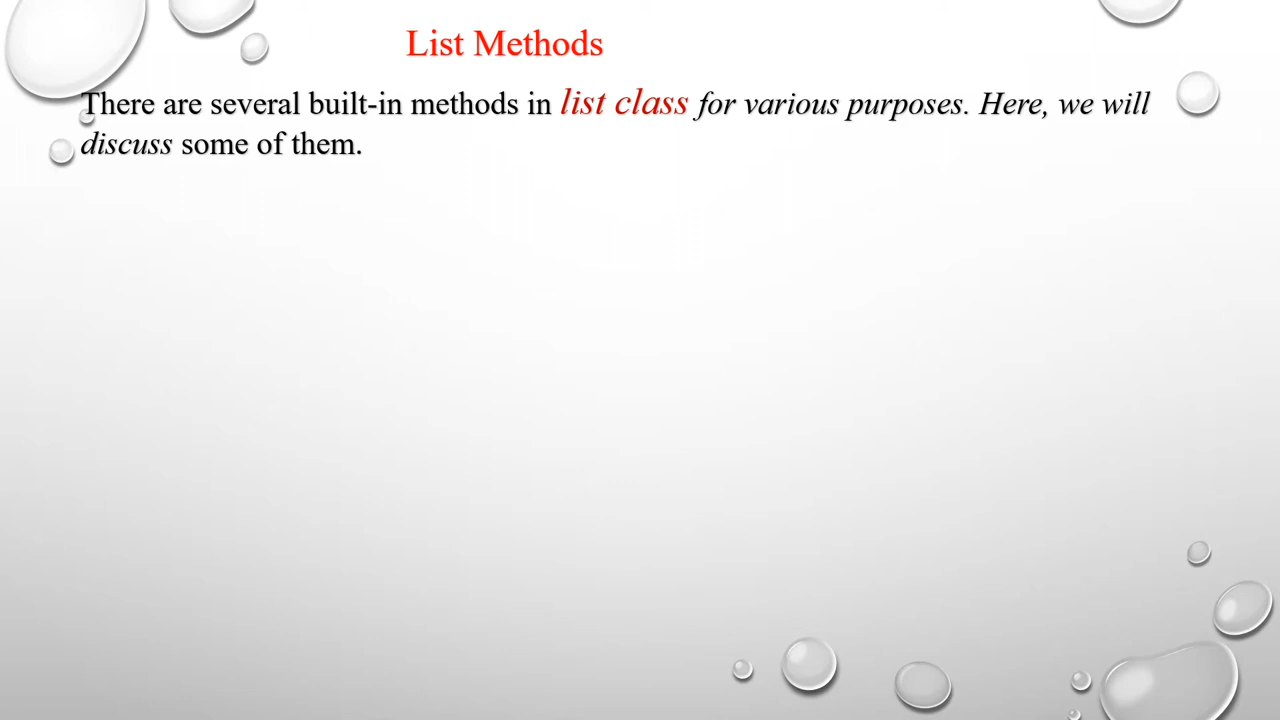 List Methods
There are several built-in methods in list class for various purposes. Here, we will
discuss some of them.